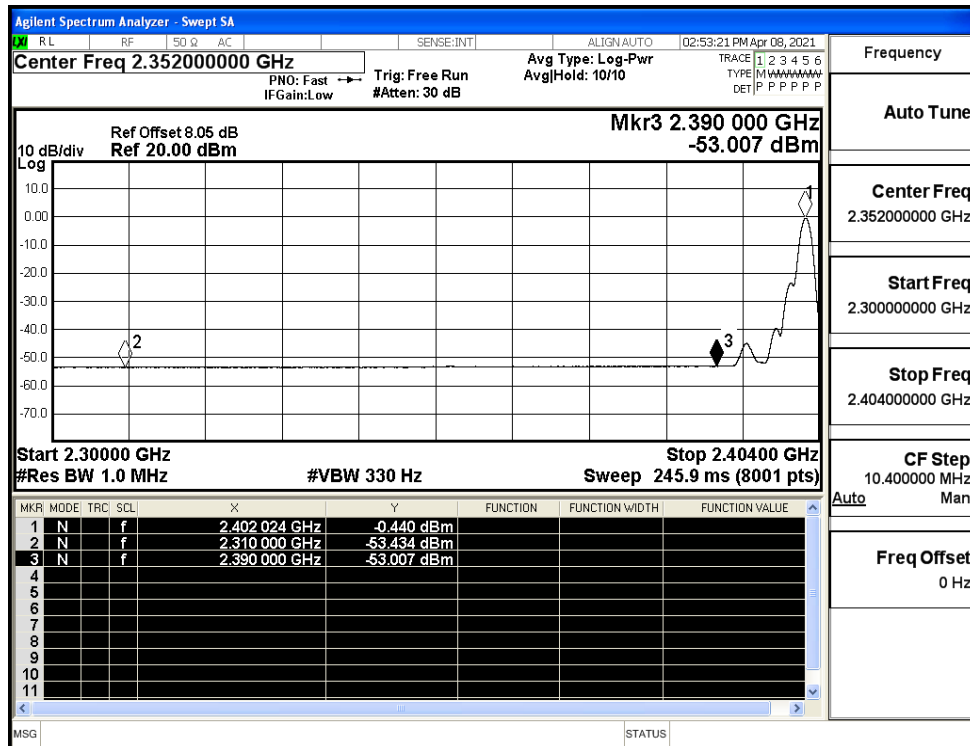 Agilent Spectrum Analyzer - Swept SA
LXI RL RF 50 Ω AC SENSE:INT ALIGNAUTO 02:53:21 PM Apr 08, 2021
Center Freq 2.352000000 GHz
PNO: Fast
IFGain:Low
Trig: Free Run
#Atten: 30 dB
Avg Type: Log-Pwr
Avg|Hold: 10/10
TRACE 1 2 3 4 5 6
TYPE M W W W W W
DET P P P P P P
Mkr3 2.390 000 GHz
-53.007 dBm
Ref Offset 8.05 dB
10 dB/div Ref 20.00 dBm
Log
10.0
0.00
-10.0
-20.0
-30.0
-40.0
-50.0
-60.0
-70.0
1
2
3
Start 2.30000 GHz Stop 2.40400 GHz
#Res BW 1.0 MHz #VBW 330 Hz Sweep 245.9 ms (8001 pts)
MKR MODE TRC SCL X Y FUNCTION FUNCTION WIDTH FUNCTION VALUE
1 N f 2.402 024 GHz -0.440 dBm
2 N f 2.310 000 GHz -53.434 dBm
3 N f 2.390 000 GHz -53.007 dBm
4
5
6
7
8
9
10
11
MSG STATUS
Frequency
Auto Tune
Center Freq
2.352000000 GHz
Start Freq
2.300000000 GHz
Stop Freq
2.404000000 GHz
CF Step
10.400000 MHz
Auto Man
Freq Offset
0 Hz